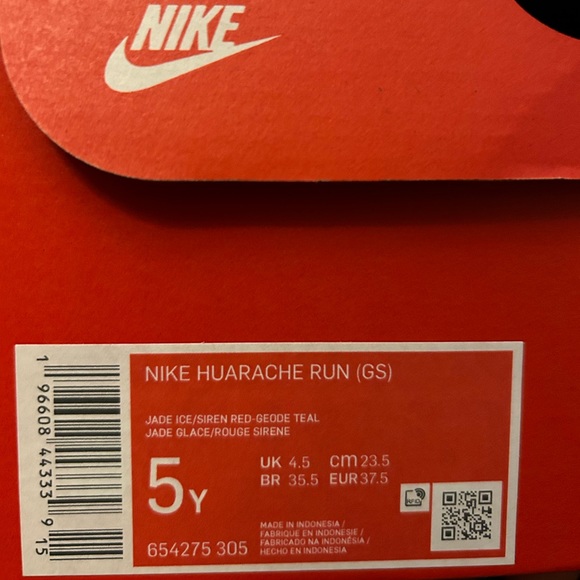 NIKE
1 96608 44333 9 15
NIKE HUARACHE RUN (GS)
JADE ICE/SIREN RED-GEODE TEAL
JADE GLACE/ROUGE SIRENE
5Y
UK 4.5 cm 23.5
BR 35.5 EUR 37.5
654275 305
MADE IN INDONESIA /
FABRIQUE EN INDONESIE /
FABRICADO NA INDONÉSIA /
HECHO EN INDONESIA
RFID